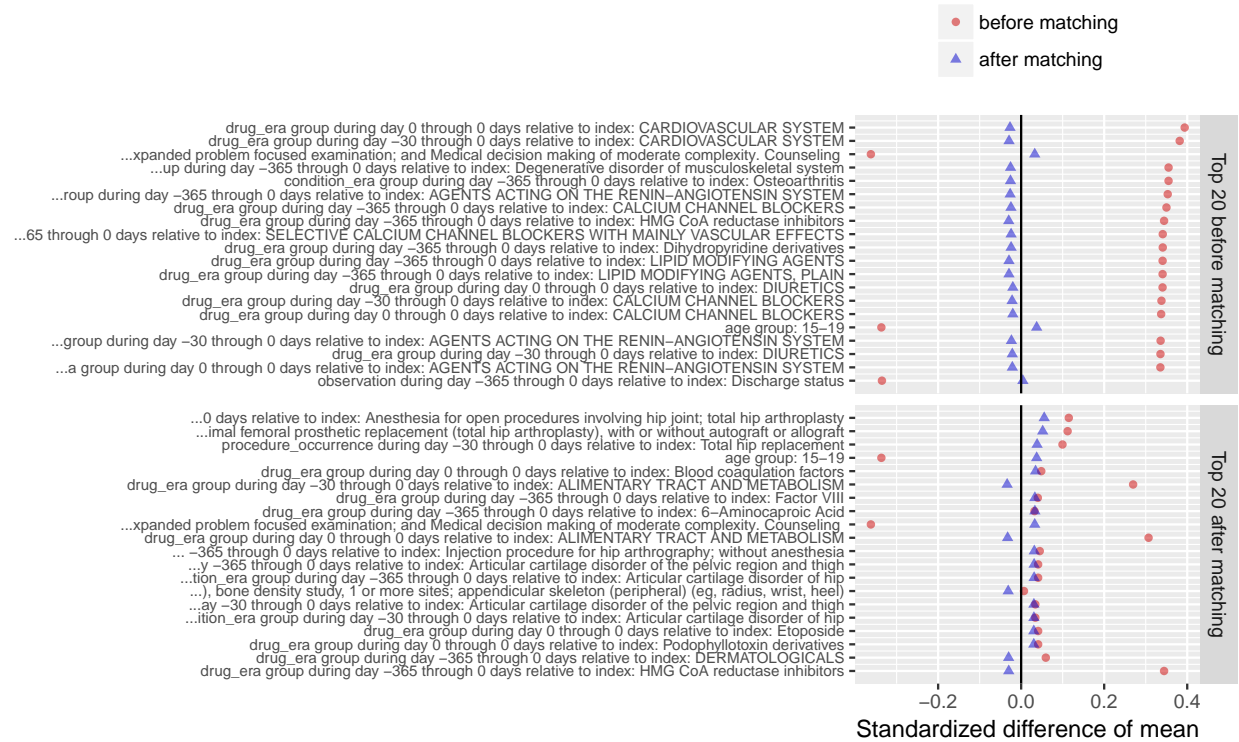 before matching
after matching
drug_era group during day 0 through 0 days relative to index: CARDIOVASCULAR SYSTEM
drug_era group during day −30 through 0 days relative to index: CARDIOVASCULAR SYSTEM
...xpanded problem focused examination; and Medical decision making of moderate complexity. Counseling
...up during day −365 through 0 days relative to index: Degenerative disorder of musculoskeletal system
condition_era group during day −365 through 0 days relative to index: Osteoarthritis
...roup during day −365 through 0 days relative to index: AGENTS ACTING ON THE RENIN−ANGIOTENSIN SYSTEM
drug_era group during day −365 through 0 days relative to index: CALCIUM CHANNEL BLOCKERS
drug_era group during day −365 through 0 days relative to index: HMG CoA reductase inhibitors
...65 through 0 days relative to index: SELECTIVE CALCIUM CHANNEL BLOCKERS WITH MAINLY VASCULAR EFFECTS
drug_era group during day −365 through 0 days relative to index: Dihydropyridine derivatives
drug_era group during day −365 through 0 days relative to index: LIPID MODIFYING AGENTS
drug_era group during day −365 through 0 days relative to index: LIPID MODIFYING AGENTS, PLAIN
drug_era group during day 0 through 0 days relative to index: DIURETICS
drug_era group during day −30 through 0 days relative to index: CALCIUM CHANNEL BLOCKERS
drug_era group during day 0 through 0 days relative to index: CALCIUM CHANNEL BLOCKERS
age group: 15−19
...group during day −30 through 0 days relative to index: AGENTS ACTING ON THE RENIN−ANGIOTENSIN SYSTEM
drug_era group during day −30 through 0 days relative to index: DIURETICS
...a group during day 0 through 0 days relative to index: AGENTS ACTING ON THE RENIN−ANGIOTENSIN SYSTEM
observation during day −365 through 0 days relative to index: Discharge status
Top 20 before matching
...0 days relative to index: Anesthesia for open procedures involving hip joint; total hip arthroplasty
...imal femoral prosthetic replacement (total hip arthroplasty), with or without autograft or allograft
procedure_occurrence during day −30 through 0 days relative to index: Total hip replacement
age group: 15−19
drug_era group during day 0 through 0 days relative to index: Blood coagulation factors
drug_era group during day −30 through 0 days relative to index: ALIMENTARY TRACT AND METABOLISM
drug_era group during day −365 through 0 days relative to index: Factor VIII
drug_era group during day −365 through 0 days relative to index: 6−Aminocaproic Acid
...xpanded problem focused examination; and Medical decision making of moderate complexity. Counseling
drug_era group during day 0 through 0 days relative to index: ALIMENTARY TRACT AND METABOLISM
... −365 through 0 days relative to index: Injection procedure for hip arthrography; without anesthesia
...y −365 through 0 days relative to index: Articular cartilage disorder of the pelvic region and thigh
...tion_era group during day −365 through 0 days relative to index: Articular cartilage disorder of hip
...), bone density study, 1 or more sites; appendicular skeleton (peripheral) (eg, radius, wrist, heel)
...ay −30 through 0 days relative to index: Articular cartilage disorder of the pelvic region and thigh
...ition_era group during day −30 through 0 days relative to index: Articular cartilage disorder of hip
drug_era group during day 0 through 0 days relative to index: Etoposide
drug_era group during day 0 through 0 days relative to index: Podophyllotoxin derivatives
drug_era group during day −365 through 0 days relative to index: DERMATOLOGICALS
drug_era group during day −365 through 0 days relative to index: HMG CoA reductase inhibitors
Top 20 after matching
−0.2 0.0 0.2 0.4
Standardized difference of mean